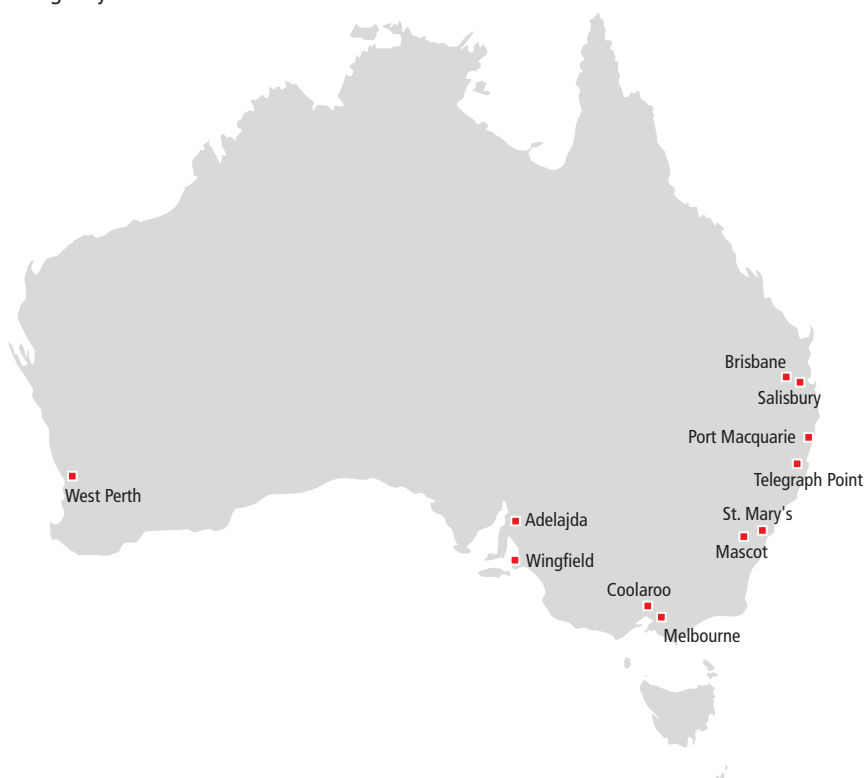 Brisbane
Salisbury
Port Macquarie
Telegraph Point
West Perth
St. Mary's
Adelajda
Mascot
Wingfield
Coolaroo
Melbourne